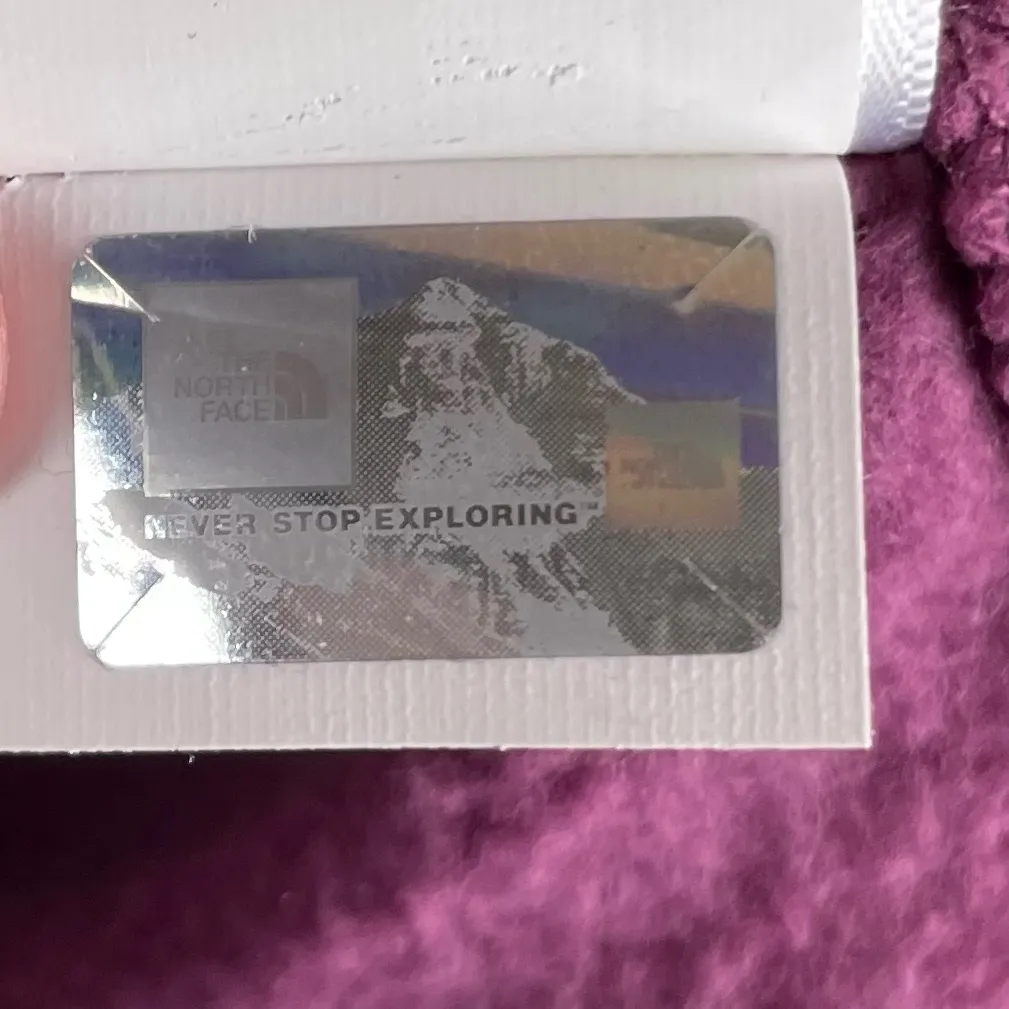 THE
NORTH
FACE
NEVER STOP EXPLORING™